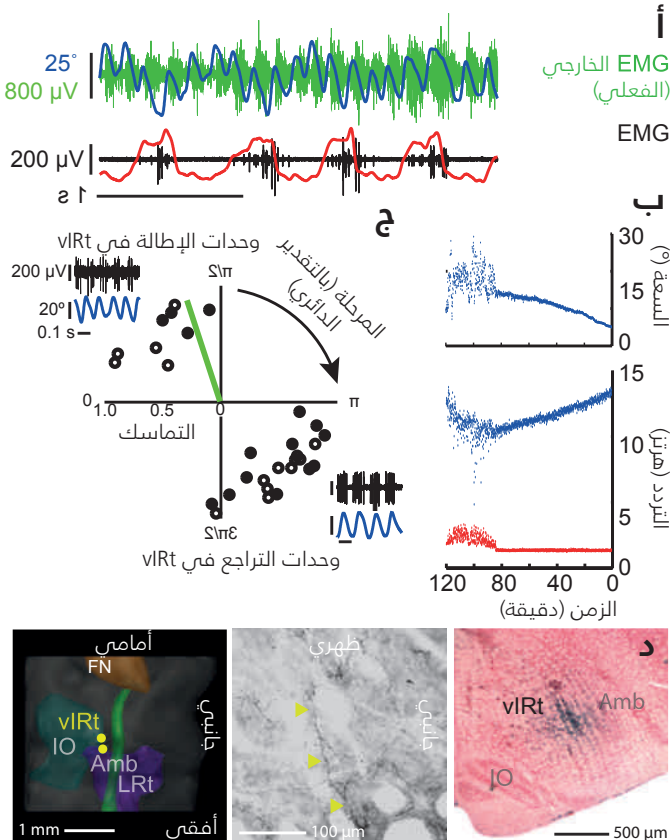 أ
25°
800 µV
EMG الخارجي
(الفعلي)
EMG
200 µV
1 s
ب
ج
وحدات الإطالة في vIRt
200 µV
20°
0.1 s
π/2
المرحلة (بالتقدير
الدائري)
π
0
1.0
0.5
0
التماسك
3π/2
وحدات التراجع في vIRt
30
15
0
السعة (°)
15
10
5
0
التردد (هرتز)
120
80
40
0
الزمن (دقيقة)
أمامي
FN
جانبي
vIRt
IO
Amb
LRt
1 mm
أفقي
ظهري
جانبي
100 µm
د
vIRt
Amb
IO
500 µm